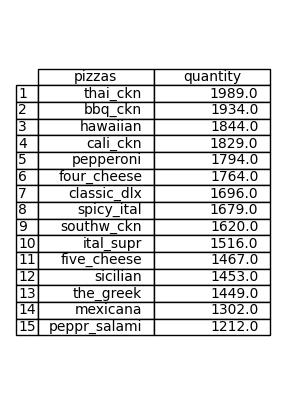 pizzas quantity
1 thai_ckn 1989.0
2 bbq_ckn 1934.0
3 hawaiian 1844.0
4 cali_ckn 1829.0
5 pepperoni 1794.0
6 four_cheese 1764.0
7 classic_dlx 1696.0
8 spicy_ital 1679.0
9 southw_ckn 1620.0
10 ital_supr 1516.0
11 five_cheese 1467.0
12 sicilian 1453.0
13 the_greek 1449.0
14 mexicana 1302.0
15 peppr_salami 1212.0